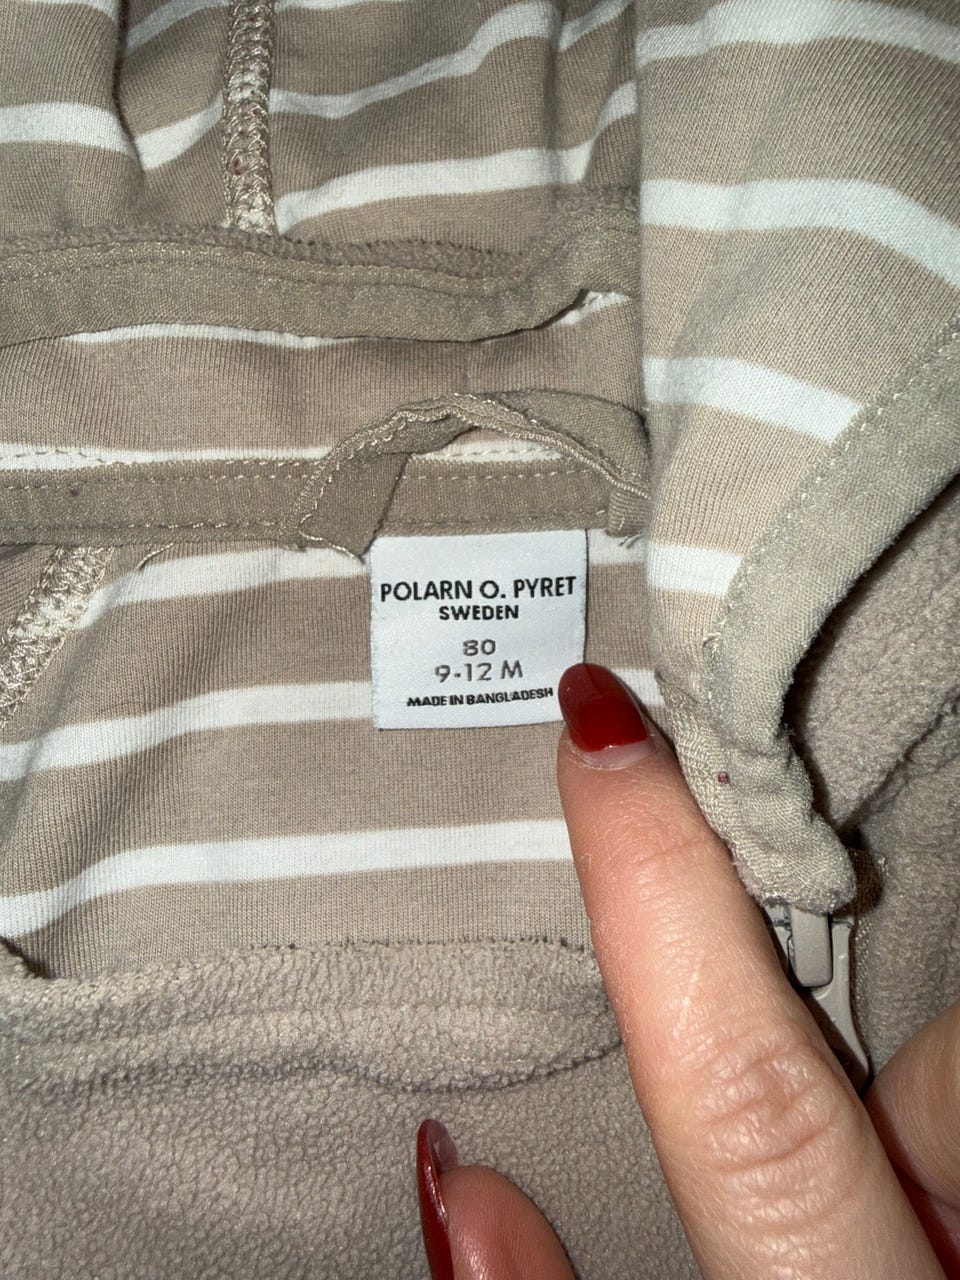 POLARN O. PYRET
SWEDEN
80
9-12 M
MADE IN BANGLADESH